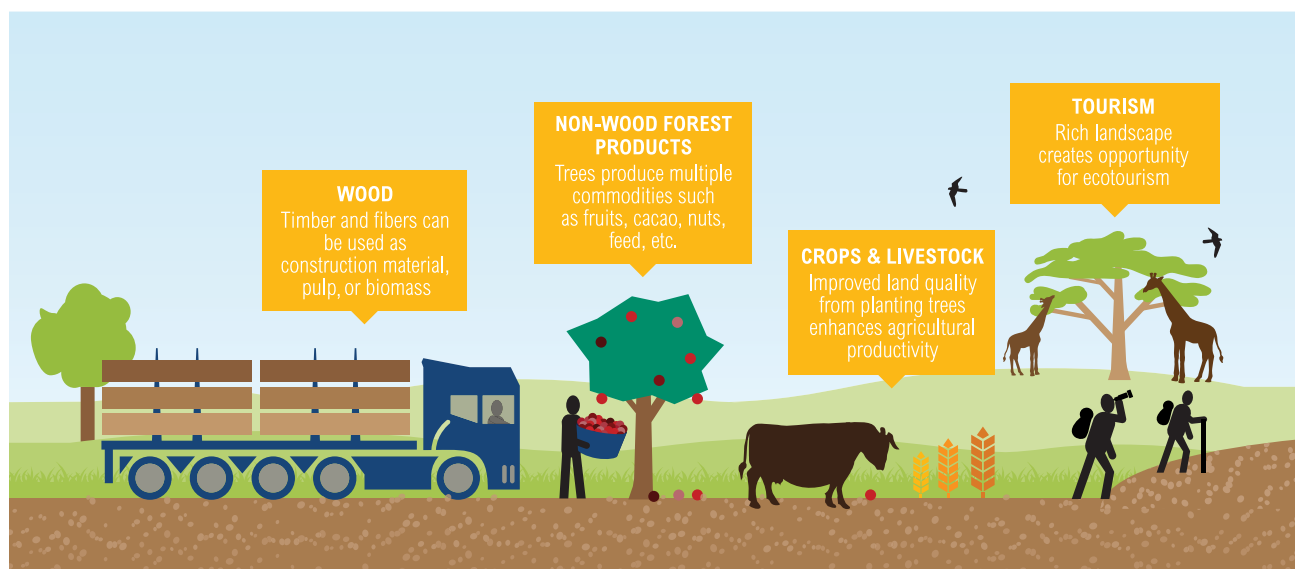 WOOD
Timber and fibers can
be used as
construction material,
pulp, or biomass
NON-WOOD FOREST
PRODUCTS
Trees produce multiple
commodities such
as fruits, cacao, nuts,
feed, etc.
CROPS & LIVESTOCK
Improved land quality
from planting trees
enhances agricultural
productivity
TOURISM
Rich landscape
creates opportunity
for ecotourism